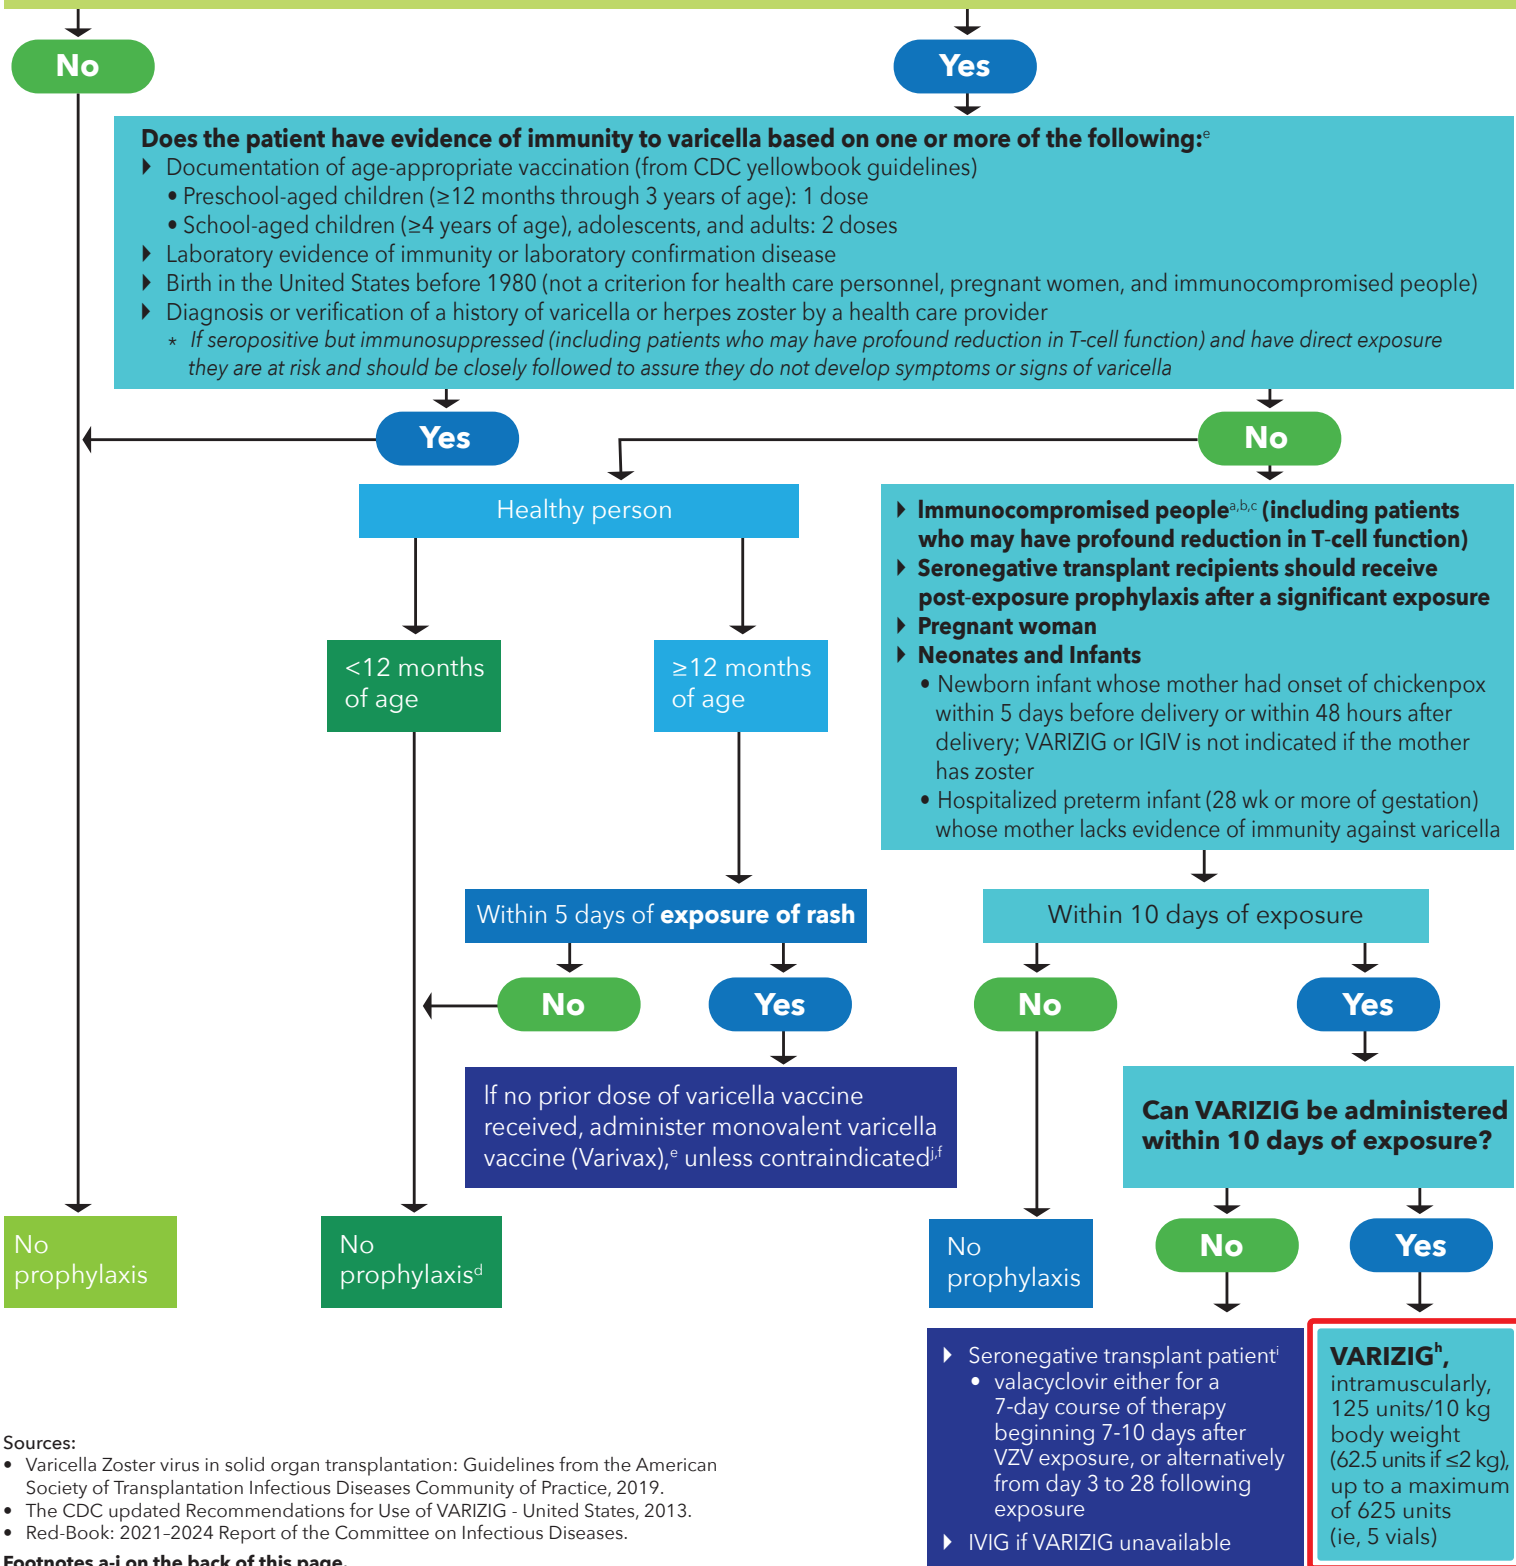 No
Yes
Does the patient have evidence of immunity to varicella based on one or more of the following:e
▶ Documentation of age-appropriate vaccination (from CDC yellowbook guidelines)
• Preschool-aged children (≥12 months through 3 years of age): 1 dose
• School-aged children (≥4 years of age), adolescents, and adults: 2 doses
▶ Laboratory evidence of immunity or laboratory confirmation disease
▶ Birth in the United States before 1980 (not a criterion for health care personnel, pregnant women, and immunocompromised people)
▶ Diagnosis or verification of a history of varicella or herpes zoster by a health care provider
* If seropositive but immunosuppressed (including patients who may have profound reduction in T-cell function) and have direct exposure
they are at risk and should be closely followed to assure they do not develop symptoms or signs of varicella
Yes
No
Healthy person
<12 months
of age
≥12 months
of age
▶ Immunocompromised peoplea,b,c (including patients
who may have profound reduction in T-cell function)
▶ Seronegative transplant recipients should receive
post-exposure prophylaxis after a significant exposure
▶ Pregnant woman
▶ Neonates and Infants
• Newborn infant whose mother had onset of chickenpox
within 5 days before delivery or within 48 hours after
delivery; VARIZIG or IGIV is not indicated if the mother
has zoster
• Hospitalized preterm infant (28 wk or more of gestation)
whose mother lacks evidence of immunity against varicella
Within 5 days of exposure of rash
Within 10 days of exposure
No
Yes
No
Yes
If no prior dose of varicella vaccine
received, administer monovalent varicella
vaccine (Varivax),e unless contraindicatedj,f
Can VARIZIG be administered
within 10 days of exposure?
No
prophylaxis
No
prophylaxisd
No
prophylaxis
No
Yes
▶ Seronegative transplant patienti
• valacyclovir either for a
7-day course of therapy
beginning 7-10 days after
VZV exposure, or alternatively
from day 3 to 28 following
exposure
▶ IVIG if VARIZIG unavailable
VARIZIGh,
intramuscularly,
125 units/10 kg
body weight
(62.5 units if ≤2 kg),
up to a maximum
of 625 units
(ie, 5 vials)
Sources:
• Varicella Zoster virus in solid organ transplantation: Guidelines from the American
Society of Transplantation Infectious Diseases Community of Practice, 2019.
• The CDC updated Recommendations for Use of VARIZIG - United States, 2013.
• Red-Book: 2021–2024 Report of the Committee on Infectious Diseases.
Footnotes a-j on the back of this page.